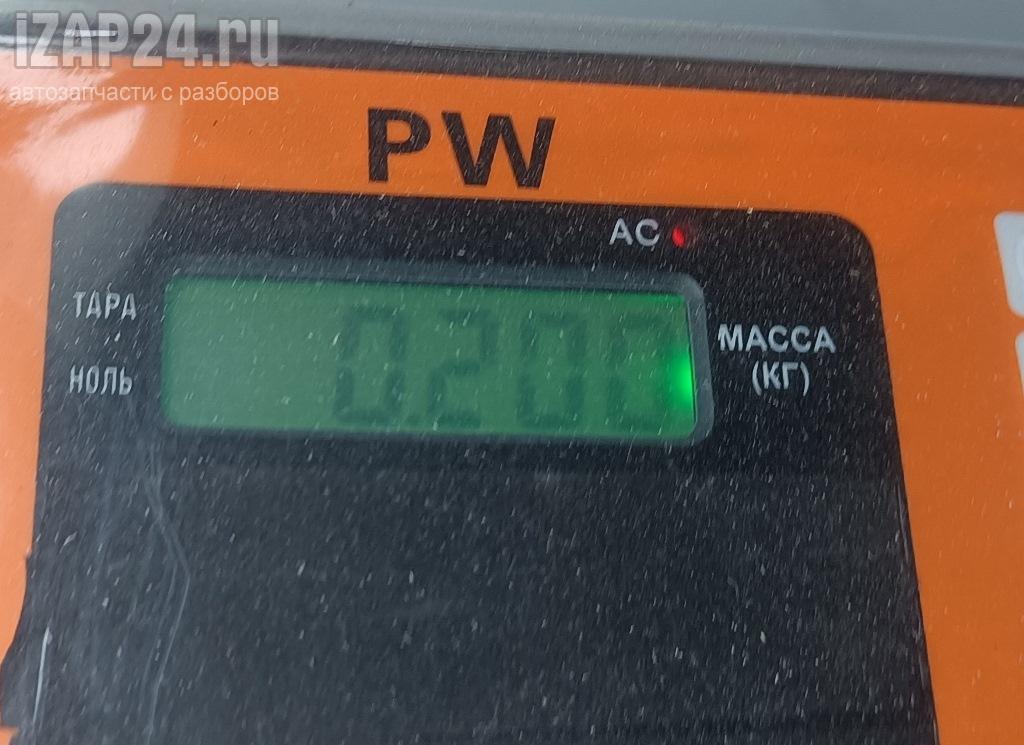 iZAP24.ru
автозапчасти с разборов
PW
AC
ТАРА
НОЛЬ
0.200
МАССА
(КГ)